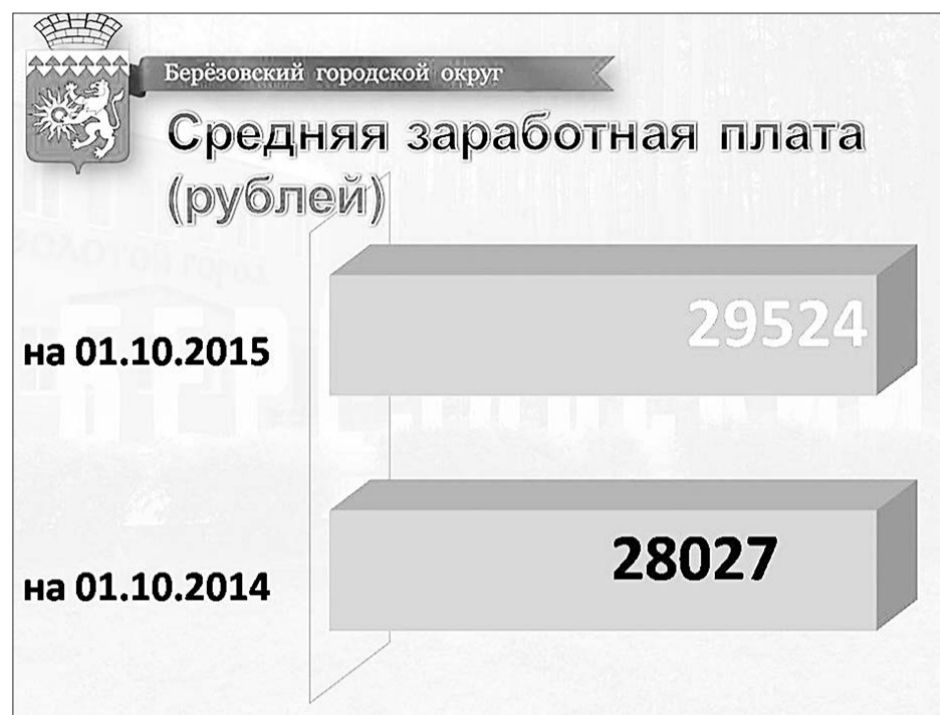 Берёзовский городской округ
Средняя заработная плата
(рублей)
на 01.10.2015
29524
на 01.10.2014
28027